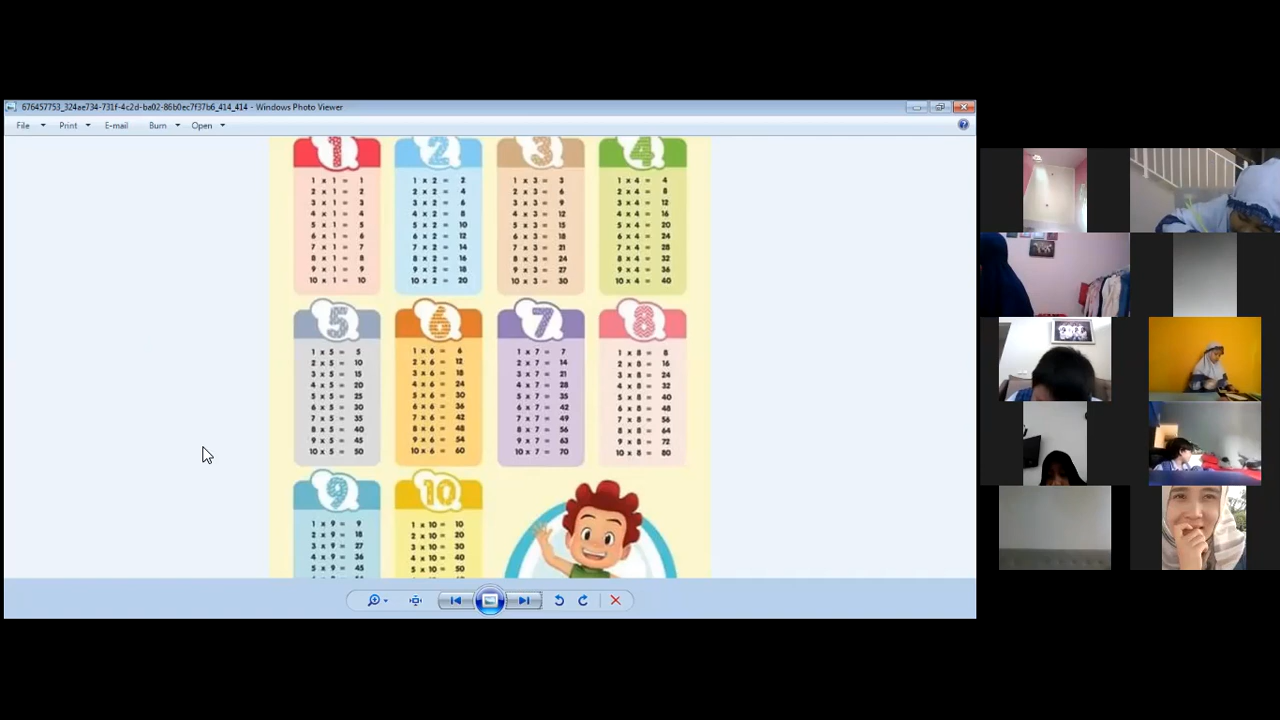 676457753_324ae734-731f-4c2d-ba02-86b0ec7f37b6_414_414 - Windows Photo Viewer
File Print E-mail Burn Open
1
1 x 1 = 1
2 x 1 = 2
3 x 1 = 3
4 x 1 = 4
5 x 1 = 5
6 x 1 = 6
7 x 1 = 7
8 x 1 = 8
9 x 1 = 9
10 x 1 = 10
2
1 x 2 = 2
2 x 2 = 4
3 x 2 = 6
4 x 2 = 8
5 x 2 = 10
6 x 2 = 12
7 x 2 = 14
8 x 2 = 16
9 x 2 = 18
10 x 2 = 20
3
1 x 3 = 3
2 x 3 = 6
3 x 3 = 9
4 x 3 = 12
5 x 3 = 15
6 x 3 = 18
7 x 3 = 21
8 x 3 = 24
9 x 3 = 27
10 x 3 = 30
4
1 x 4 = 4
2 x 4 = 8
3 x 4 = 12
4 x 4 = 16
5 x 4 = 20
6 x 4 = 24
7 x 4 = 28
8 x 4 = 32
9 x 4 = 36
10 x 4 = 40
5
1 x 5 = 5
2 x 5 = 10
3 x 5 = 15
4 x 5 = 20
5 x 5 = 25
6 x 5 = 30
7 x 5 = 35
8 x 5 = 40
9 x 5 = 45
10 x 5 = 50
6
1 x 6 = 6
2 x 6 = 12
3 x 6 = 18
4 x 6 = 24
5 x 6 = 30
6 x 6 = 36
7 x 6 = 42
8 x 6 = 48
9 x 6 = 54
10 x 6 = 60
7
1 x 7 = 7
2 x 7 = 14
3 x 7 = 21
4 x 7 = 28
5 x 7 = 35
6 x 7 = 42
7 x 7 = 49
8 x 7 = 56
9 x 7 = 63
10 x 7 = 70
8
1 x 8 = 8
2 x 8 = 16
3 x 8 = 24
4 x 8 = 32
5 x 8 = 40
6 x 8 = 48
7 x 8 = 56
8 x 8 = 64
9 x 8 = 72
10 x 8 = 80
9
1 x 9 = 9
2 x 9 = 18
3 x 9 = 27
4 x 9 = 36
5 x 9 = 45
10
1 x 10 = 10
2 x 10 = 20
3 x 10 = 30
4 x 10 = 40
5 x 10 = 50